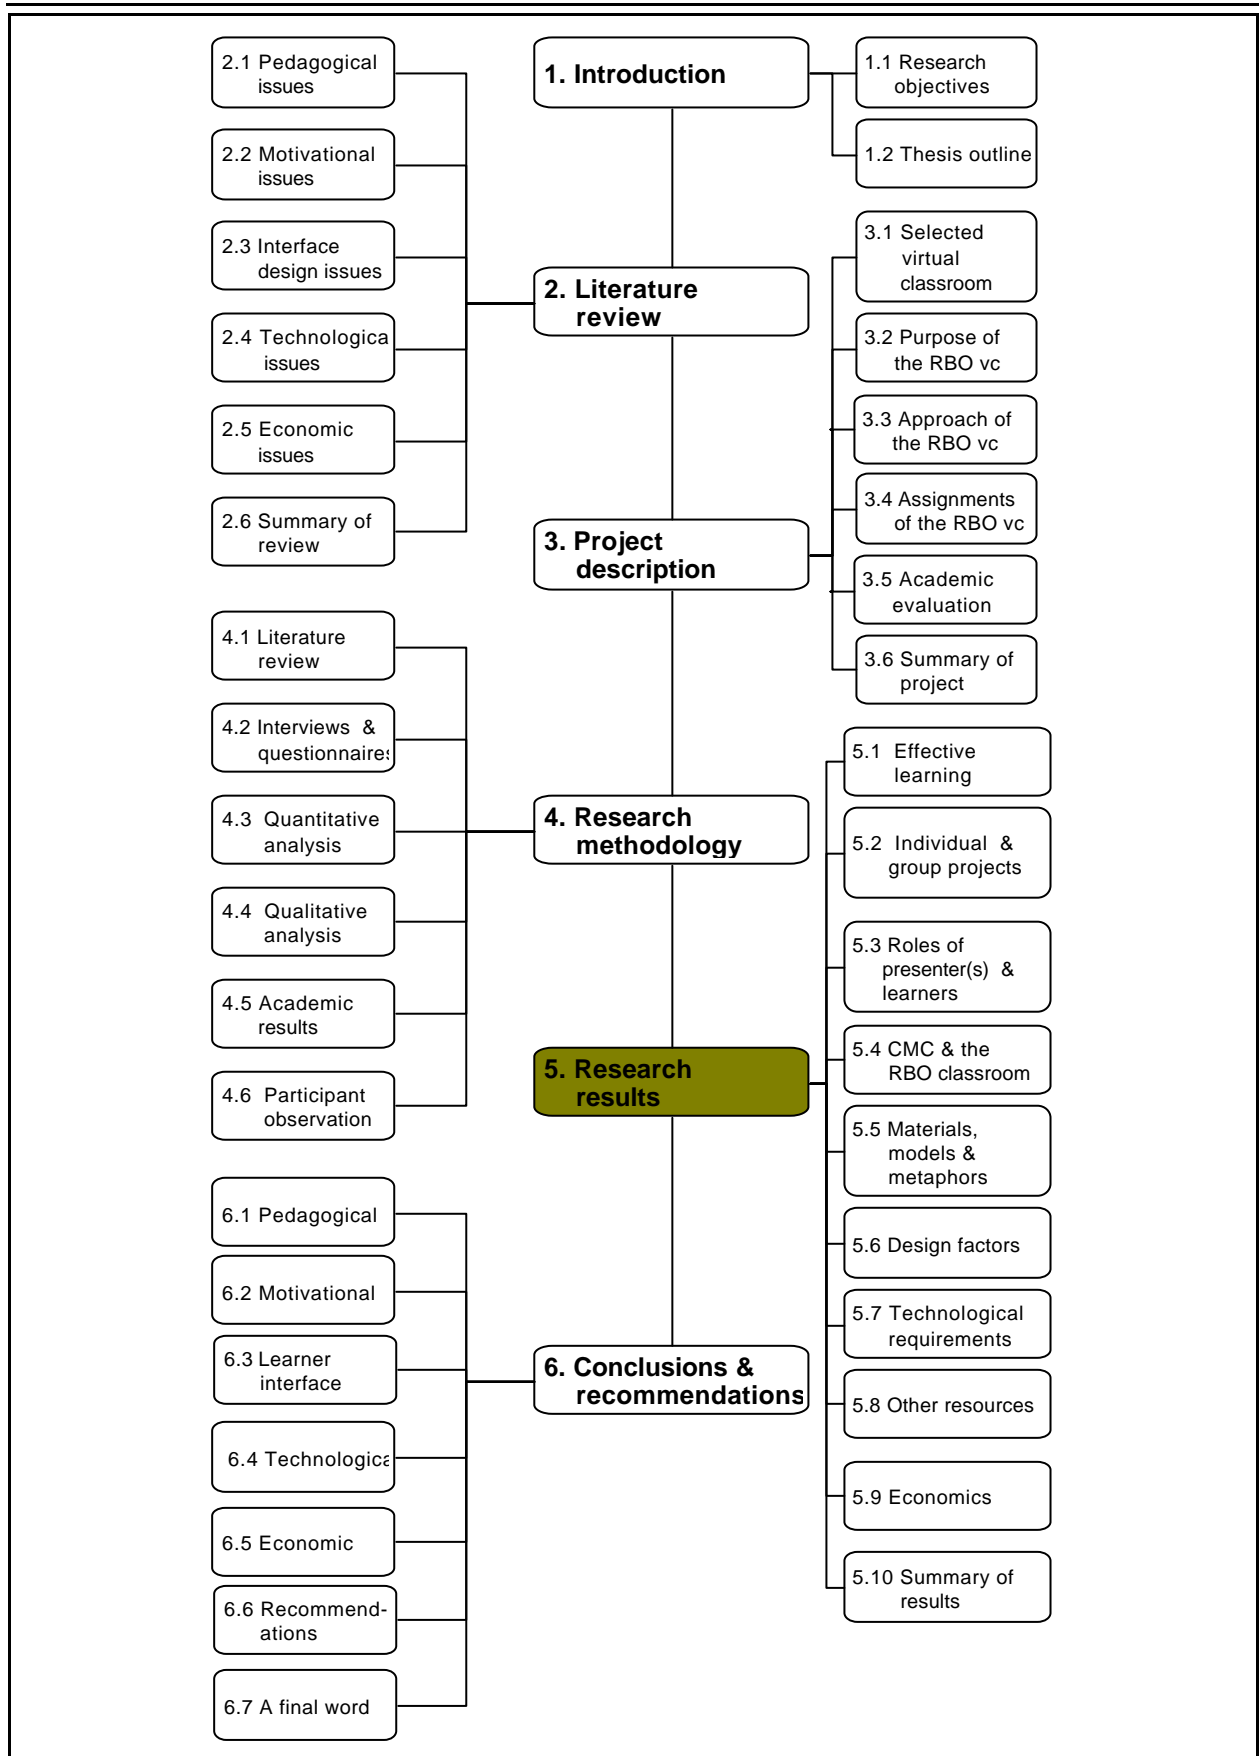 1. Introduction
1.1 Research
objectives
1.2 Thesis outline
2. Literature
review
2.1 Pedagogical
issues
2.2 Motivational
issues
2.3 Interface
design issues
2.4 Technologica
issues
2.5 Economic
issues
2.6 Summary of
review
3. Project
description
3.1 Selected
virtual
classroom
3.2 Purpose of
the RBO vc
3.3 Approach of
the RBO vc
3.4 Assignments
of the RBO vc
3.5 Academic
evaluation
3.6 Summary of
project
4. Research
methodology
4.1 Literature
review
4.2 Interviews &
questionnaires
4.3 Quantitative
analysis
4.4 Qualitative
analysis
4.5 Academic
results
4.6 Participant
observation
5. Research
results
5.1 Effective
learning
5.2 Individual &
group projects
5.3 Roles of
presenter(s) &
learners
5.4 CMC & the
RBO classroom
5.5 Materials,
models &
metaphors
5.6 Design factors
5.7 Technological
requirements
5.8 Other resources
5.9 Economics
5.10 Summary of
results
6. Conclusions &
recommendations
6.1 Pedagogical
6.2 Motivational
6.3 Learner
interface
6.4 Technologica
6.5 Economic
6.6 Recommend-
ations
6.7 A final word